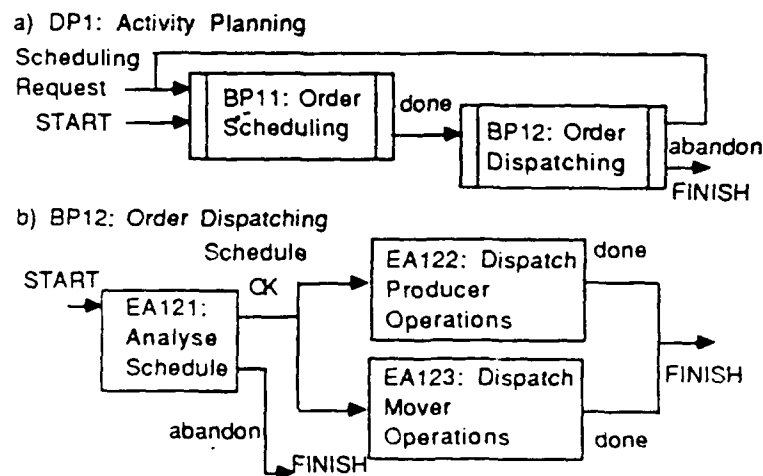 a) DP1: Activity Planning
Scheduling
Request
START
BP11: Order
Scheduling
done
BP12: Order
Dispatching
abandon
FINISH
b) BP12: Order Dispatching
START
EA121:
Analyse
Schedule
Schedule
OK
abandon
FINISH
EA122: Dispatch
Producer
Operations
done
EA123: Dispatch
Mover
Operations
done
FINISH